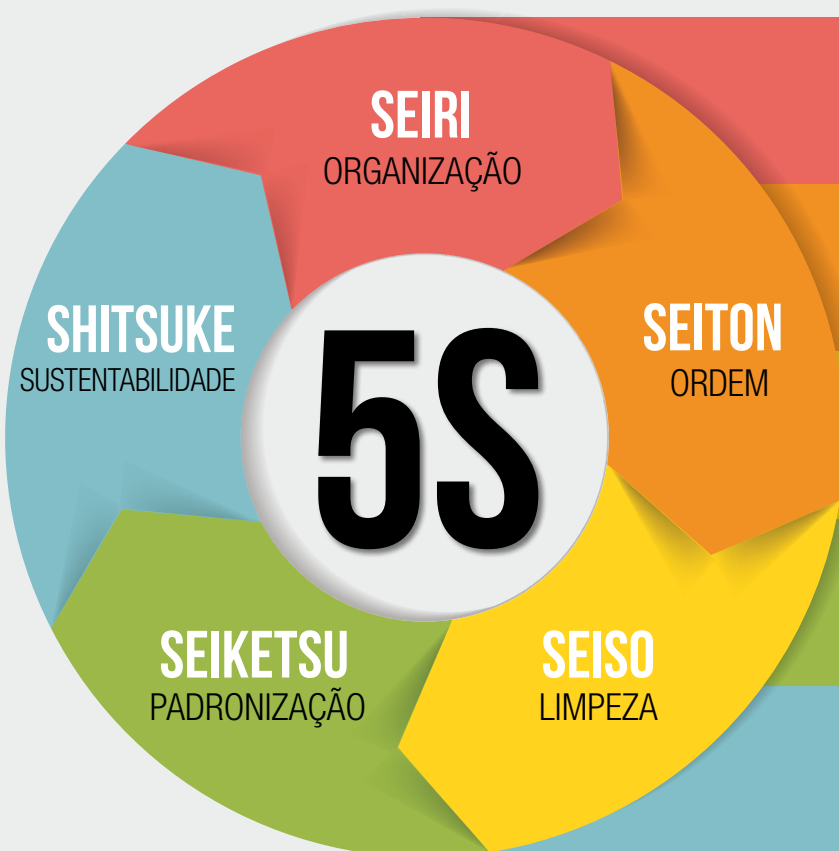 SEIRI
ORGANIZAÇÃO
SEITON
ORDEM
SEISO
LIMPEZA
SEIKETSU
PADRONIZAÇÃO
SHITSUKE
SUSTENTABILIDADE
5S